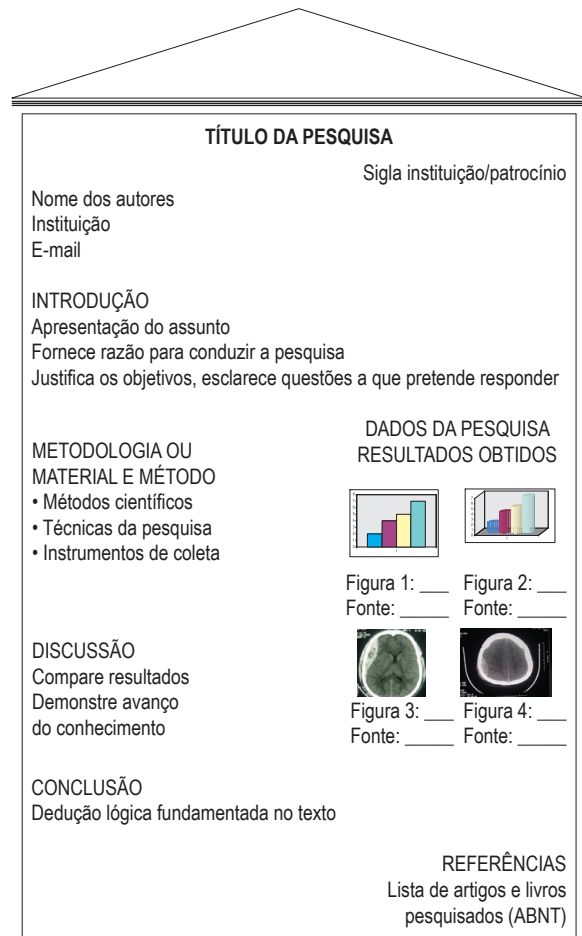 TÍTULO DA PESQUISA
Sigla instituição/patrocínio
Nome dos autores
Instituição
E-mail
INTRODUÇÃO
Apresentação do assunto
Fornece razão para conduzir a pesquisa
Justifica os objetivos, esclarece questões a que pretende responder
METODOLOGIA OU
MATERIAL E MÉTODO
• Métodos científicos
• Técnicas da pesquisa
• Instrumentos de coleta
DADOS DA PESQUISA
RESULTADOS OBTIDOS
Figura 1: ___ Figura 2: ___
Fonte: _____ Fonte: _____
DISCUSSÃO
Compare resultados
Demonstre avanço
do conhecimento
Figura 3: ___ Figura 4: ___
Fonte: _____ Fonte: _____
CONCLUSÃO
Dedução lógica fundamentada no texto
REFERÊNCIAS
Lista de artigos e livros
pesquisados (ABNT)